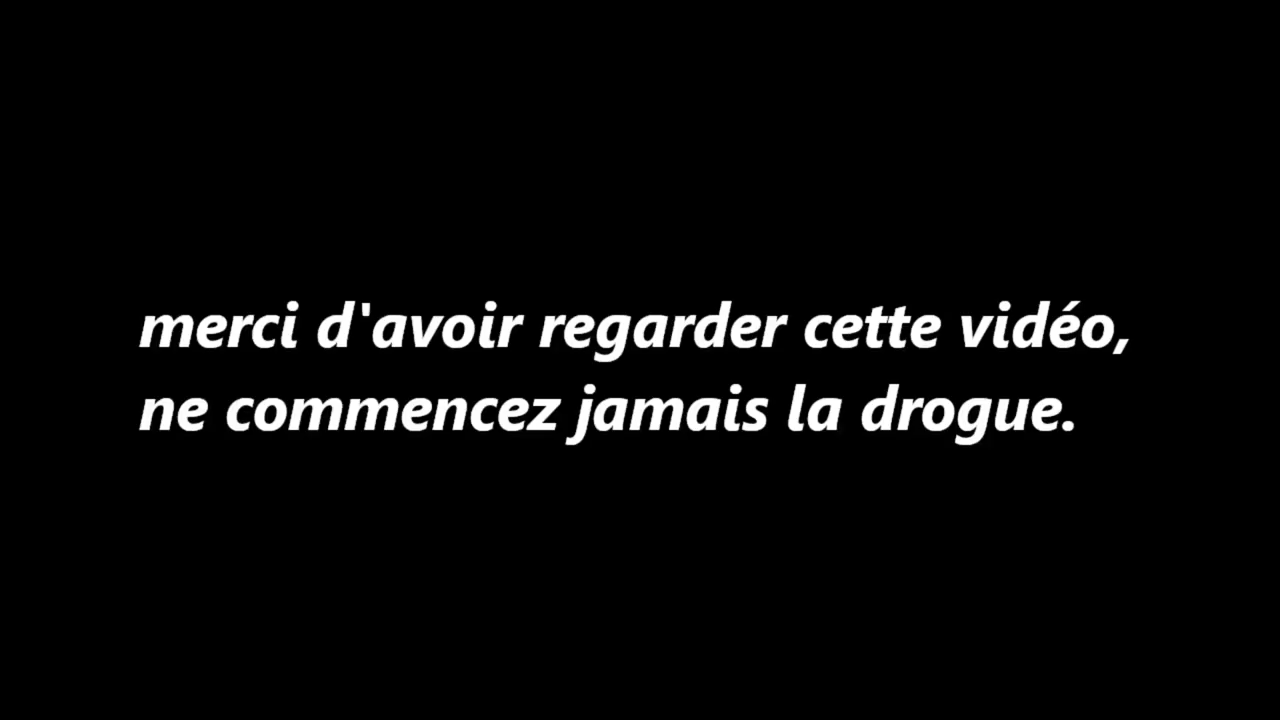 merci d'avoir regarder cette vidéo,
ne commencez jamais la drogue.